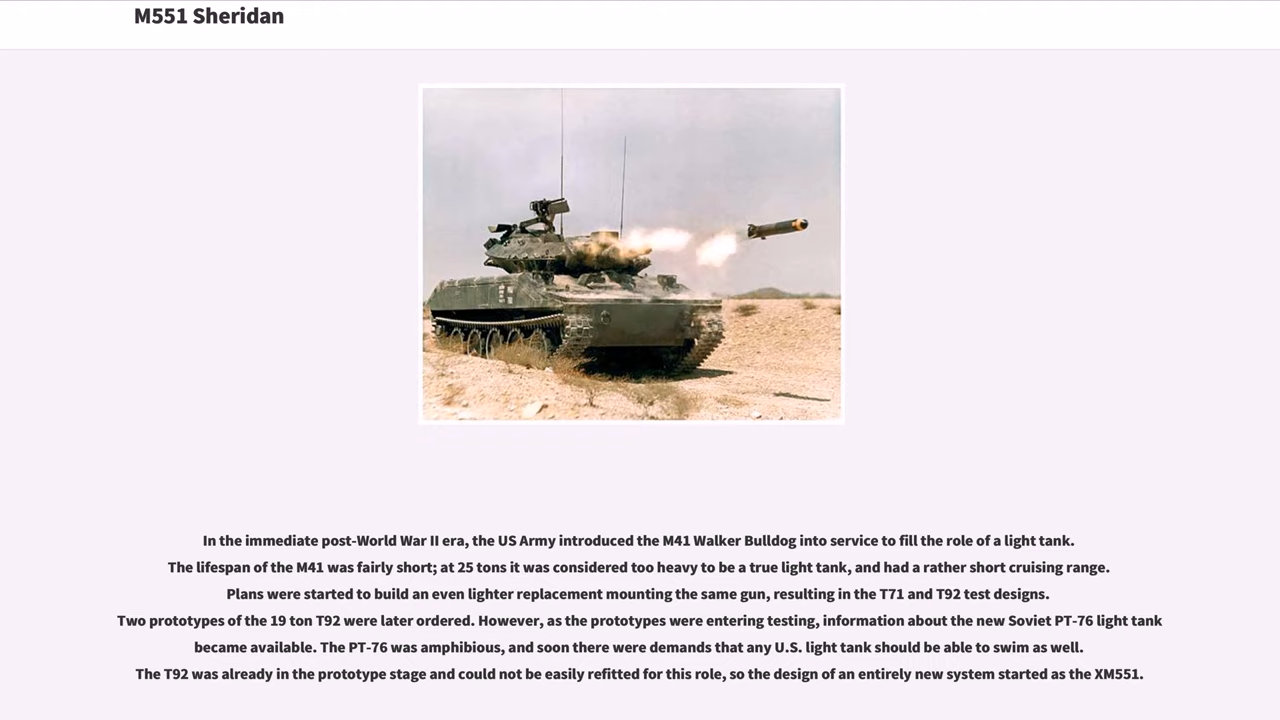 M551 Sheridan
In the immediate post-World War II era, the US Army introduced the M41 Walker Bulldog into service to fill the role of a light tank.
The lifespan of the M41 was fairly short; at 25 tons it was considered too heavy to be a true light tank, and had a rather short cruising range.
Plans were started to build an even lighter replacement mounting the same gun, resulting in the T71 and T92 test designs.
Two prototypes of the 19 ton T92 were later ordered. However, as the prototypes were entering testing, information about the new Soviet PT-76 light tank
became available. The PT-76 was amphibious, and soon there were demands that any U.S. light tank should be able to swim as well.
The T92 was already in the prototype stage and could not be easily refitted for this role, so the design of an entirely new system started as the XM551.